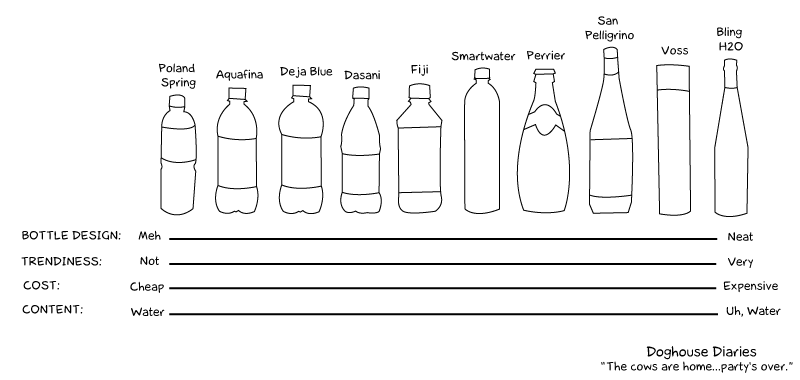 Poland
Spring
Aquafina
Deja Blue
Dasani
Fiji
Smartwater
Perrier
San
Pelligrino
Voss
Bling
H2O
BOTTLE DESIGN: Meh Neat
TRENDINESS: Not Very
COST: Cheap Expensive
CONTENT: Water Uh, Water
Doghouse Diaries
"The cows are home...party's over."